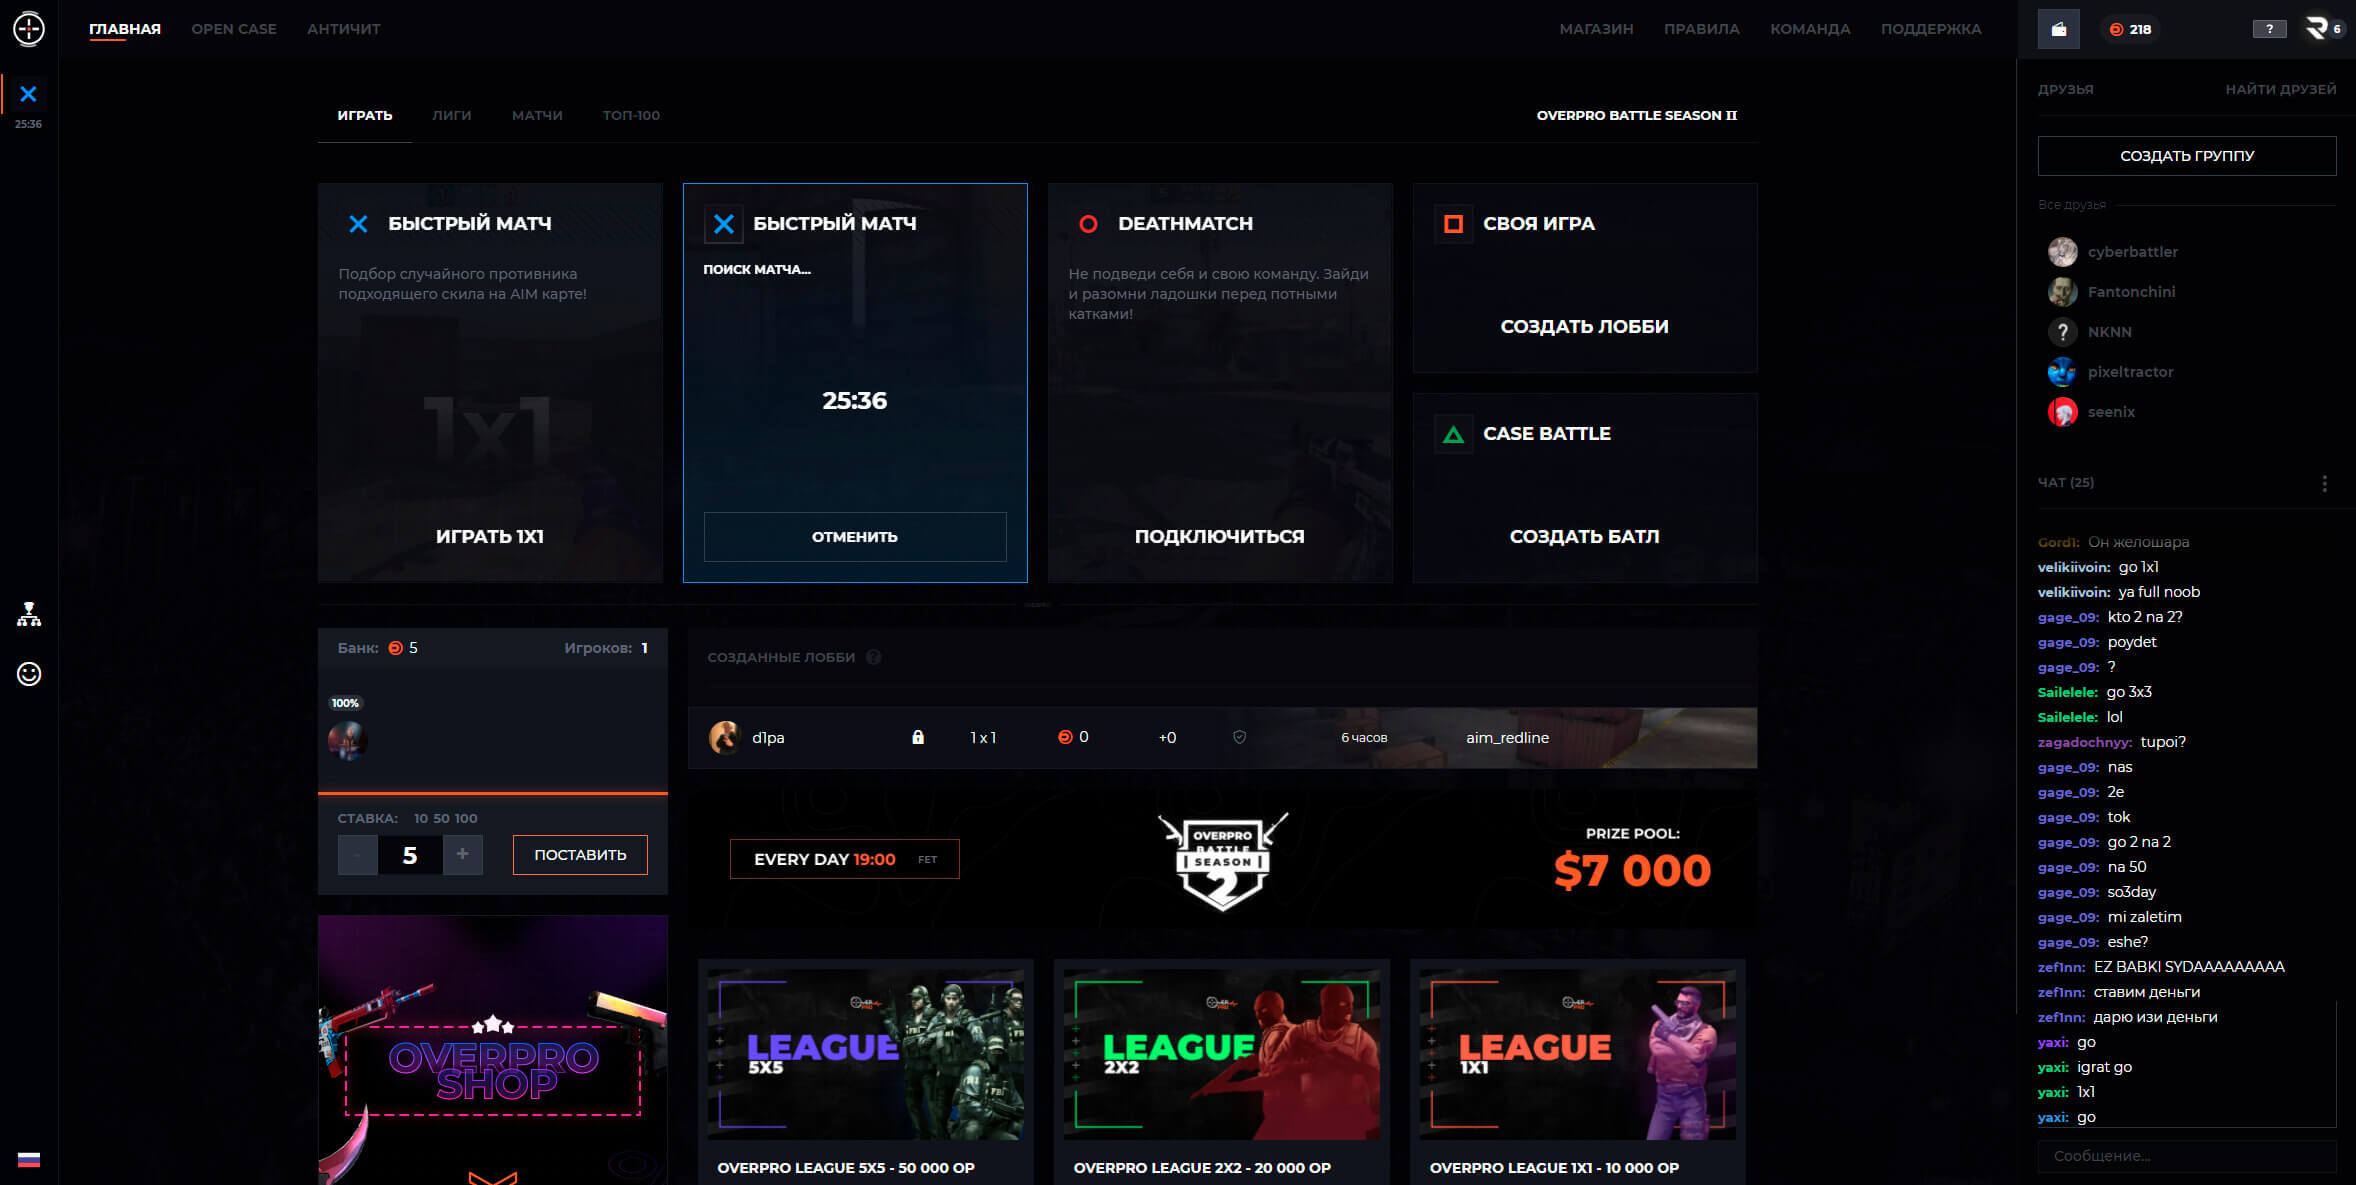 ГЛАВНАЯ OPEN CASE АНТИЧИТ
МАГАЗИН ПРАВИЛА КОМАНДА ПОДДЕРЖКА
218
?
6
25:36
ИГРАТЬ ЛИГИ МАТЧИ ТОП-100
OVERPRO BATTLE SEASON II
БЫСТРЫЙ МАТЧ
Подбор случайного противника
подходящего скила на AIM карте!
1x1
ИГРАТЬ 1X1
БЫСТРЫЙ МАТЧ
ПОИСК МАТЧА...
25:36
ОТМЕНИТЬ
DEATHMATCH
Не подведи себя и свою команду. Зайди
и разомни ладошки перед потными
катками!
ПОДКЛЮЧИТЬСЯ
СВОЯ ИГРА
СОЗДАТЬ ЛОББИ
CASE BATTLE
СОЗДАТЬ БАТЛ
Банк: 5
Игроков: 1
100%
СТАВКА: 10 50 100
- 5 +
ПОСТАВИТЬ
СОЗДАННЫЕ ЛОББИ ?
d1pa 1 x 1 0 +0 6 часов aim_redline
EVERY DAY 19:00 FET
OVERPRO
BATTLE
SEASON
2
PRIZE POOL:
$7 000
OVERPRO
SHOP
OVER
PRO
LEAGUE
5X5
FBI
OVERPRO LEAGUE 5X5 - 50 000 OP
OVER
PRO
LEAGUE
2X2
OVERPRO LEAGUE 2X2 - 20 000 OP
OVER
PRO
LEAGUE
1X1
OVERPRO LEAGUE 1X1 - 10 000 OP
ДРУЗЬЯ НАЙТИ ДРУЗЕЙ
СОЗДАТЬ ГРУППУ
Все друзья
cyberbattler
Fantonchini
? NKNN
pixeltractor
seenix
ЧАТ (25)
Gord1: Он желошара
velikiivoin: go 1x1
velikiivoin: ya full noob
gage_09: kto 2 na 2?
gage_09: poydet
gage_09: ?
Sailelele: go 3x3
Sailelele: lol
zagadochnyy: tupoi?
gage_09: nas
gage_09: 2e
gage_09: tok
gage_09: go 2 na 2
gage_09: na 50
gage_09: so3day
gage_09: mi zaletim
gage_09: eshe?
zef1nn: EZ BABKI SYDAAAAAAAAA
zef1nn: ставим деньги
zef1nn: дарю изи деньги
yaxi: go
yaxi: igrat go
yaxi: 1x1
yaxi: go
Сообщение...